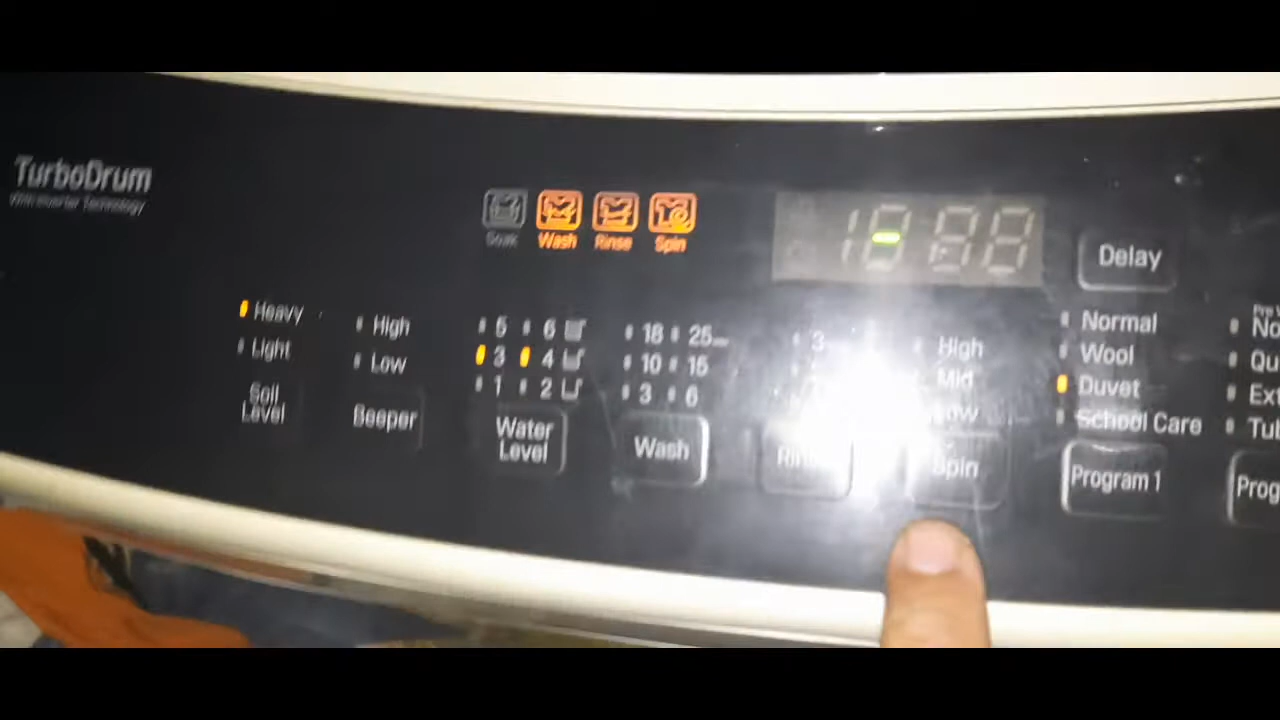 TurboDrum
Soak Wash Rinse Spin
Delay
Heavy
Light
Soil
Level
High
Low
Beeper
5 6
3 4
1 2
Water
Level
18 25
10 15
3 6
Wash
3
High
Mid
Low
Spin
Normal
Wool
Duvet
School Care
Program 1